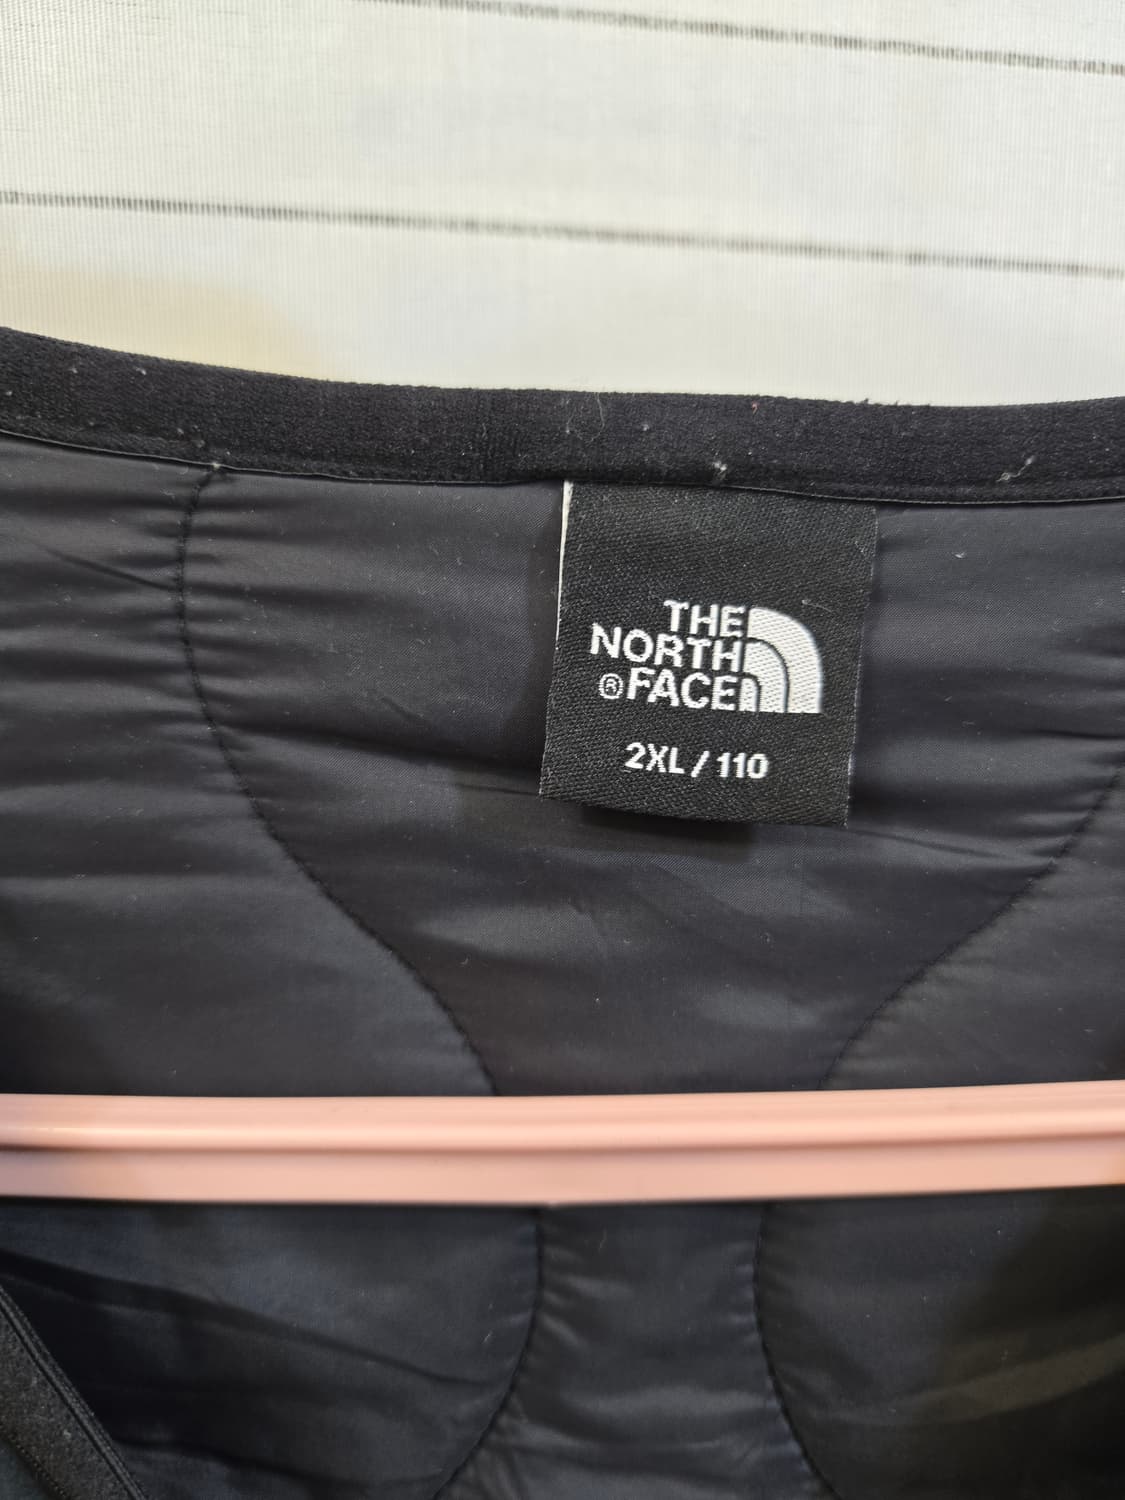 THE
NORTH
®FACE
2XL / 110